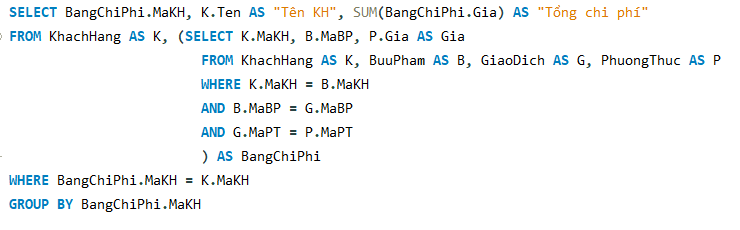 SELECT BangChiPhi.MaKH, K.Ten AS "Tên KH", SUM(BangChiPhi.Gia) AS "Tổng chi phí"
FROM KhachHang AS K, (SELECT K.MaKH, B.MaBP, P.Gia AS Gia
FROM KhachHang AS K, BuuPham AS B, GiaoDich AS G, PhuongThuc AS P
WHERE K.MaKH = B.MaKH
AND B.MaBP = G.MaBP
AND G.MaPT = P.MaPT
) AS BangChiPhi
WHERE BangChiPhi.MaKH = K.MaKH
GROUP BY BangChiPhi.MaKH